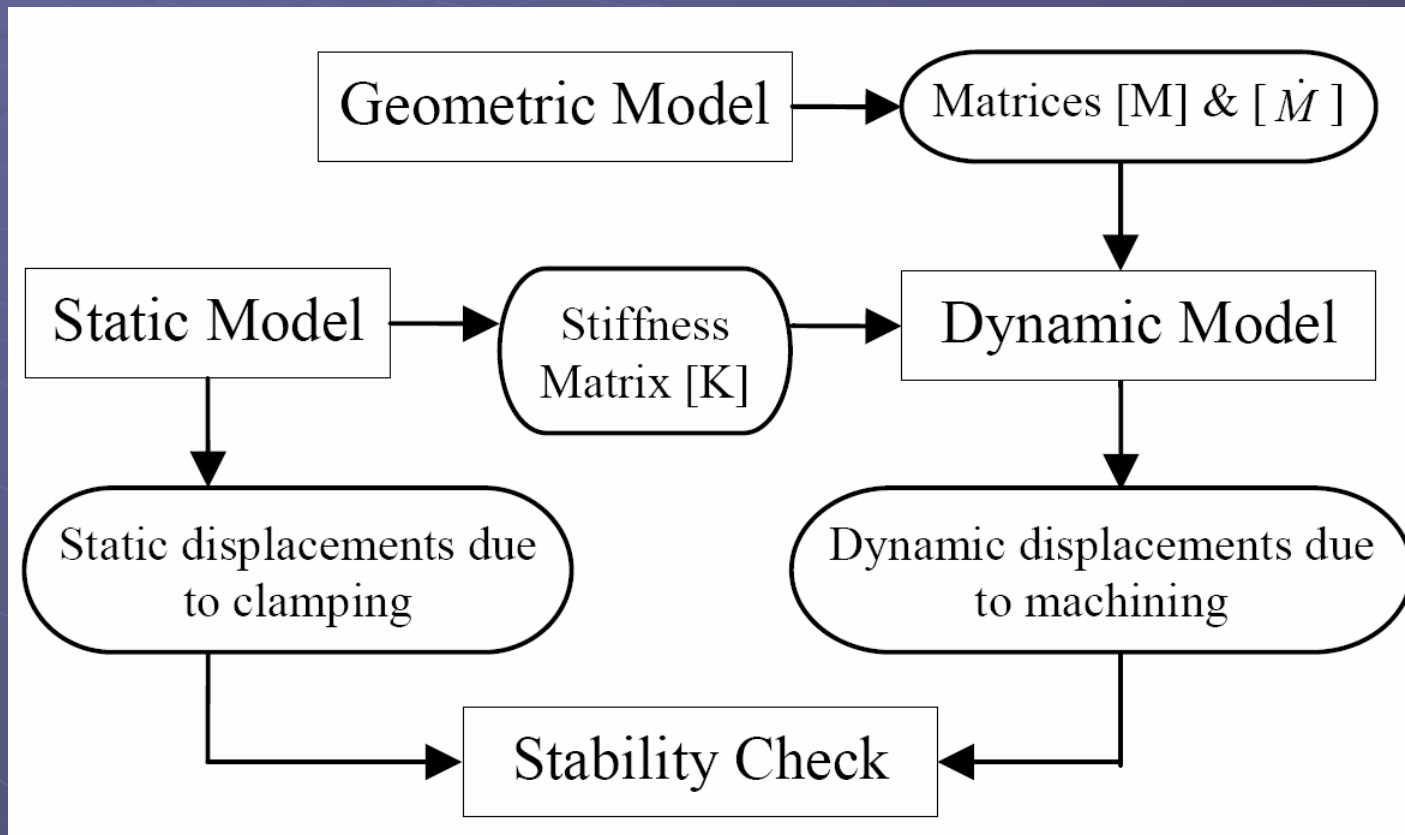 Geometric Model
Matrices [M] & [ Ṁ ]
Static Model
Stiffness
Matrix [K]
Dynamic Model
Static displacements due
to clamping
Dynamic displacements due
to machining
Stability Check